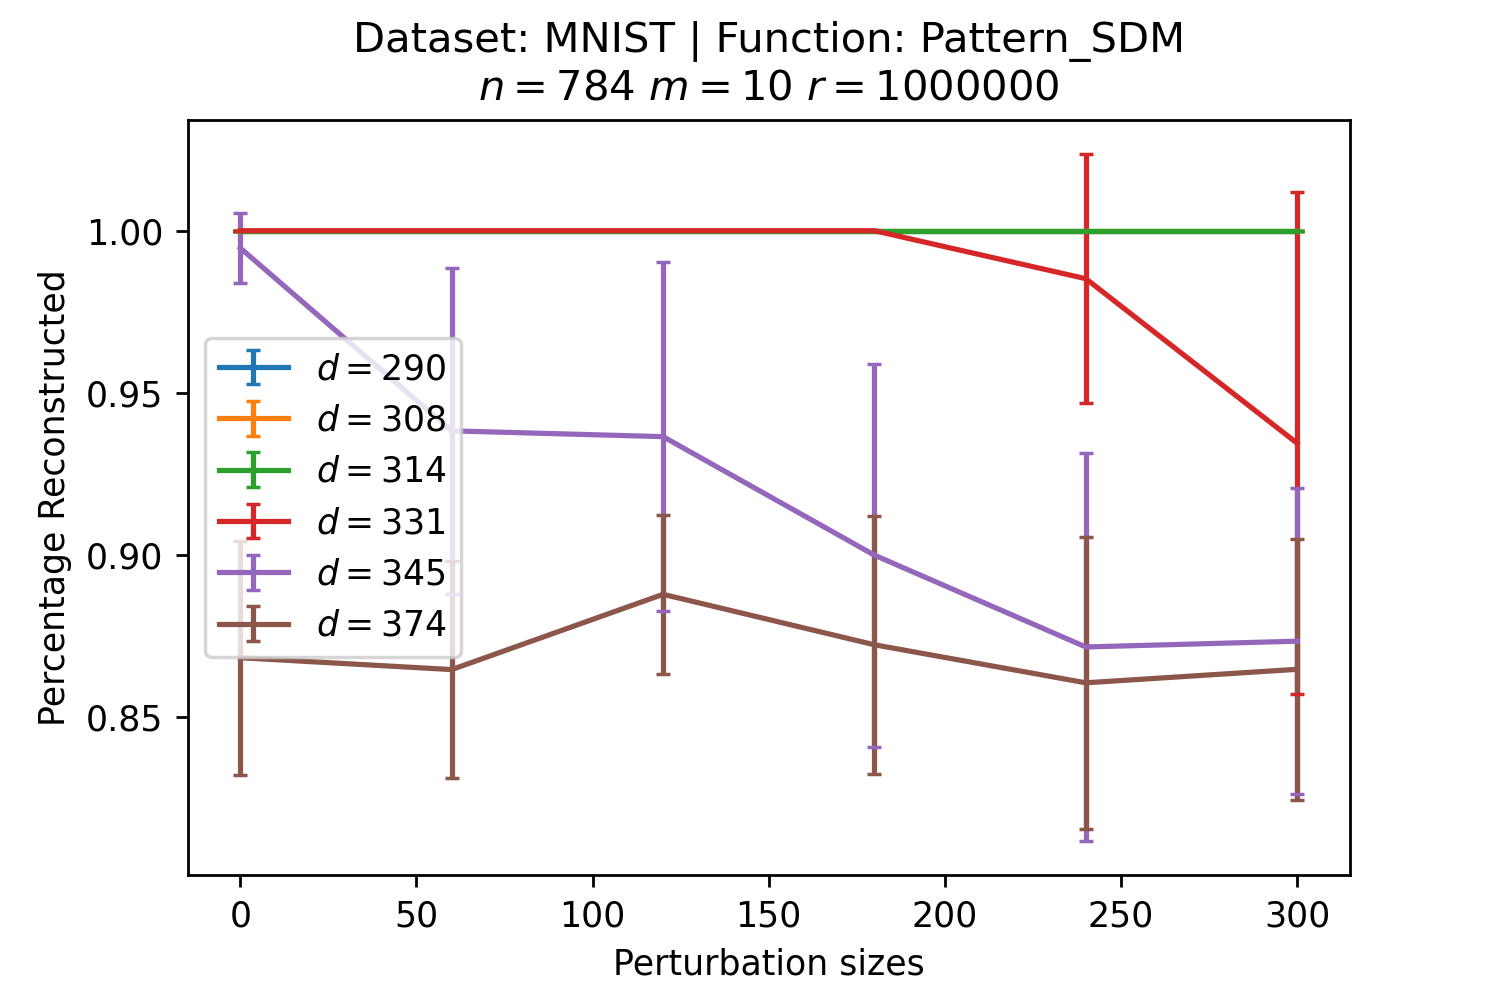 Dataset: MNIST | Function: Pattern_SDM
n = 784 m = 10 r = 1000000
1.00
0.95
0.90
0.85
Percentage Reconstructed
d = 290
d = 308
d = 314
d = 331
d = 345
d = 374
0 50 100 150 200 250 300
Perturbation sizes